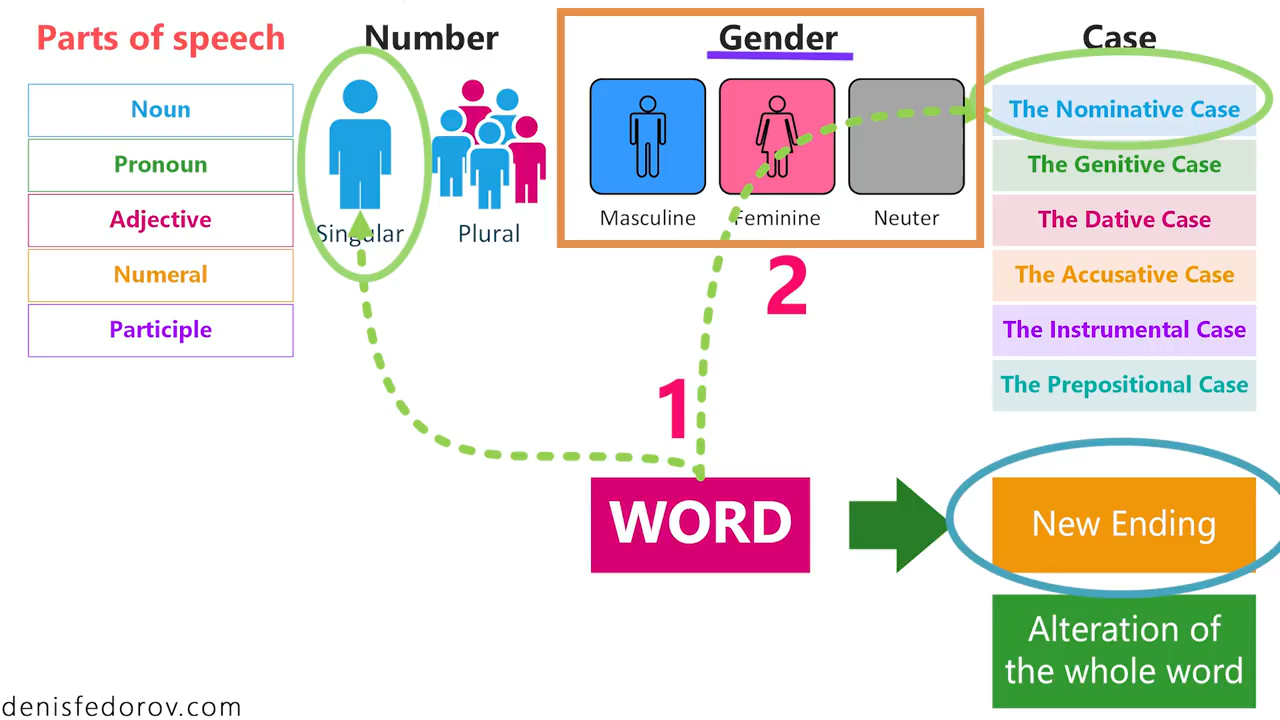 Parts of speech
Noun
Pronoun
Adjective
Numeral
Participle
Number
Singular
Plural
Gender
Masculine
Feminine
Neuter
Case
The Nominative Case
The Genitive Case
The Dative Case
The Accusative Case
The Instrumental Case
The Prepositional Case
2
1
WORD
New Ending
Alteration of
the whole word
denisfedorov.com